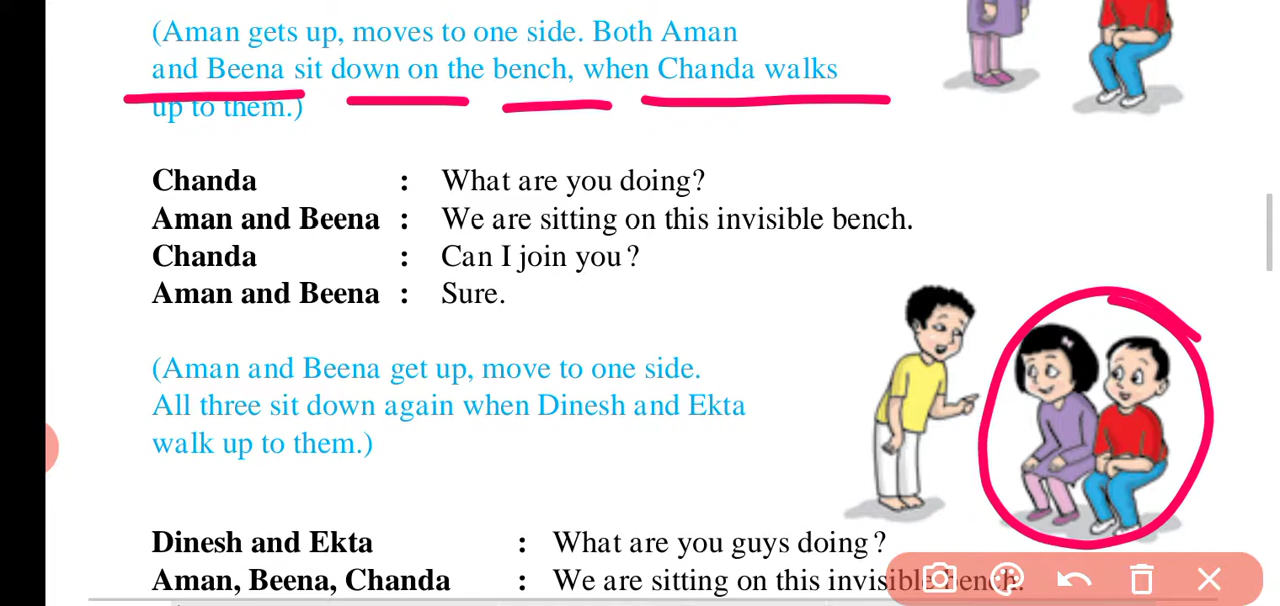 (Aman gets up, moves to one side. Both Aman
and Beena sit down on the bench, when Chanda walks
up to them.)
Chanda : What are you doing?
Aman and Beena : We are sitting on this invisible bench.
Chanda : Can I join you?
Aman and Beena : Sure.
(Aman and Beena get up, move to one side.
All three sit down again when Dinesh and Ekta
walk up to them.)
Dinesh and Ekta : What are you guys doing?
Aman, Beena, Chanda : We are sitting on this invisible bench.